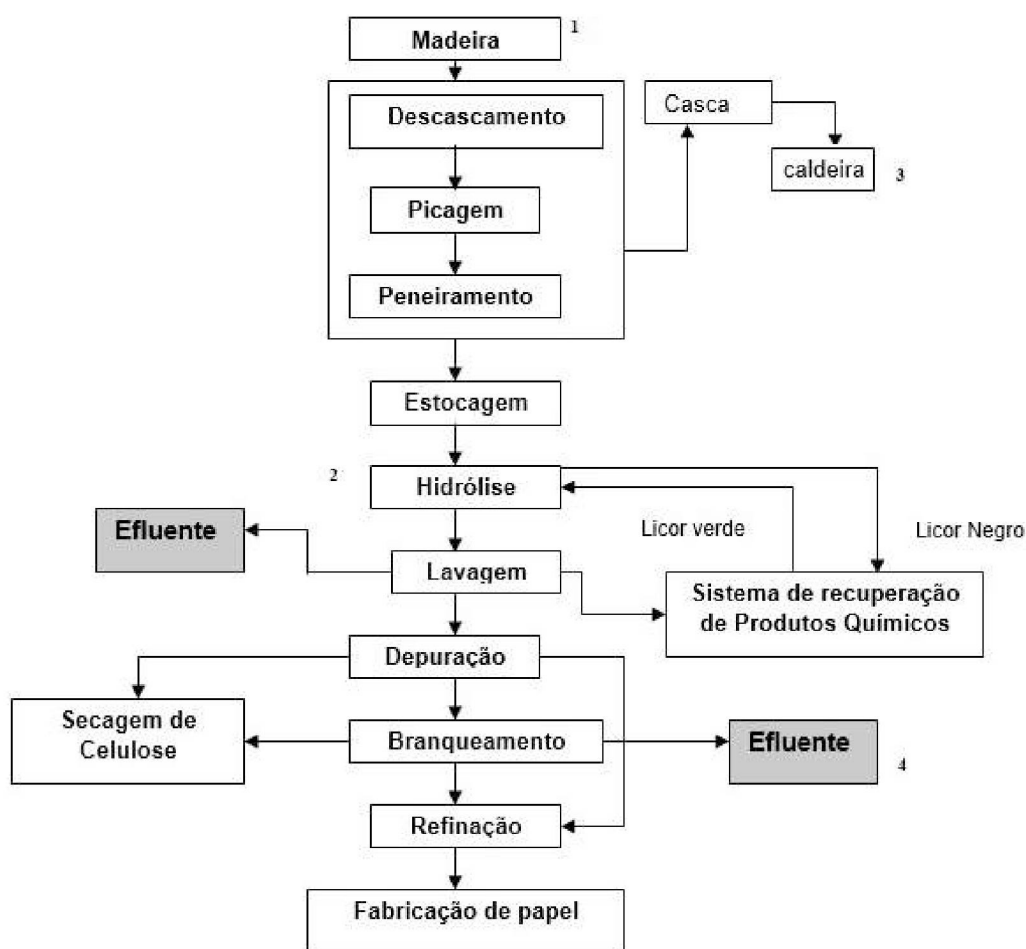 Madeira
1
Descascamento
Casca
caldeira
3
Picagem
Peneiramento
Estocagem
2
Hidrólise
Efluente
Licor verde
Licor Negro
Lavagem
Sistema de recuperação
de Produtos Químicos
Depuração
Secagem de
Celulose
Branqueamento
Efluente
4
Refinação
Fabricação de papel